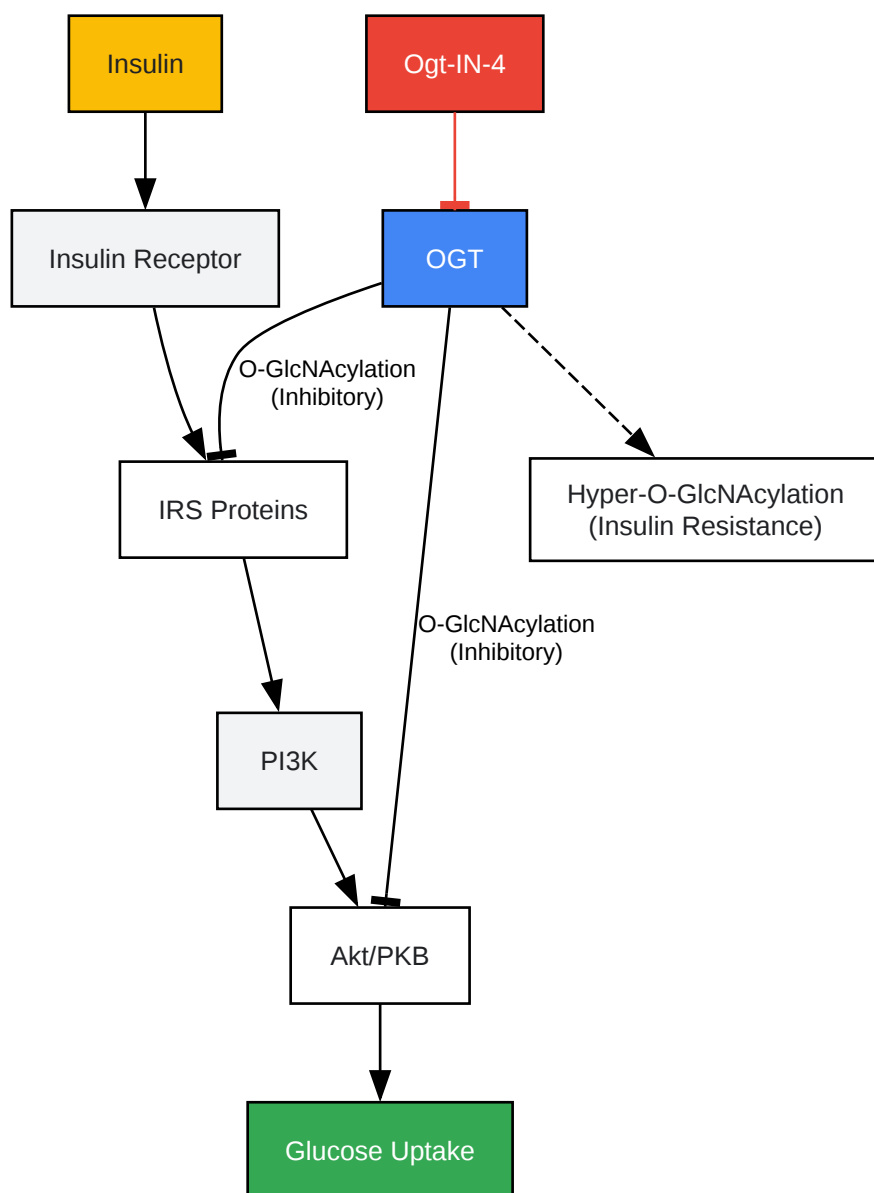 Insulin
Ogt-IN-4
Insulin Receptor
OGT
O-GlcNAcylation
(Inhibitory)
IRS Proteins
Hyper-O-GlcNAcylation
(Insulin Resistance)
O-GlcNAcylation
(Inhibitory)
PI3K
Akt/PKB
Glucose Uptake